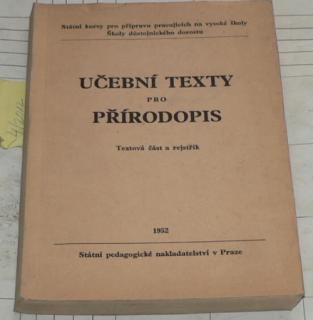 Státní kursy pro přípravu pracujících na vysoké školy
Školy důstojnického dorostu
UČEBNÍ TEXTY
PRO
PŘÍRODOPIS
Textová část a rejstřík
1952
Státní pedagogické nakladatelství v Praze